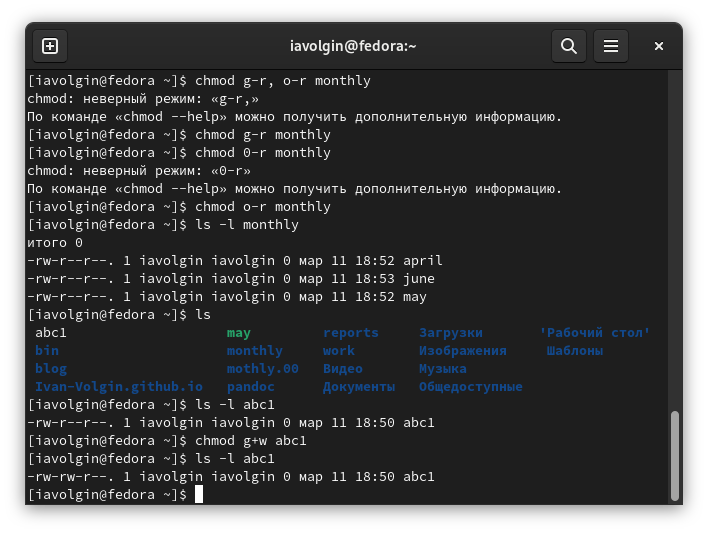 iavolgin@fedora:~
[iavolgin@fedora ~]$ chmod g-r, o-r monthly
chmod: неверный режим: «g-r,»
По команде «chmod --help» можно получить дополнительную информацию.
[iavolgin@fedora ~]$ chmod g-r monthly
[iavolgin@fedora ~]$ chmod 0-r monthly
chmod: неверный режим: «0-r»
По команде «chmod --help» можно получить дополнительную информацию.
[iavolgin@fedora ~]$ chmod o-r monthly
[iavolgin@fedora ~]$ ls -l monthly
итого 0
-rw-r--r--. 1 iavolgin iavolgin 0 мар 11 18:52 april
-rw-r--r--. 1 iavolgin iavolgin 0 мар 11 18:53 june
-rw-r--r--. 1 iavolgin iavolgin 0 мар 11 18:52 may
[iavolgin@fedora ~]$ ls
abc1 may reports Загрузки 'Рабочий стол'
bin monthly work Изображения Шаблоны
blog mothly.00 Видео Музыка
Ivan-Volgin.github.io pandoc Документы Общедоступные
[iavolgin@fedora ~]$ ls -l abc1
-rw-r--r--. 1 iavolgin iavolgin 0 мар 11 18:50 abc1
[iavolgin@fedora ~]$ chmod g+w abc1
[iavolgin@fedora ~]$ ls -l abc1
-rw-rw-r--. 1 iavolgin iavolgin 0 мар 11 18:50 abc1
[iavolgin@fedora ~]$